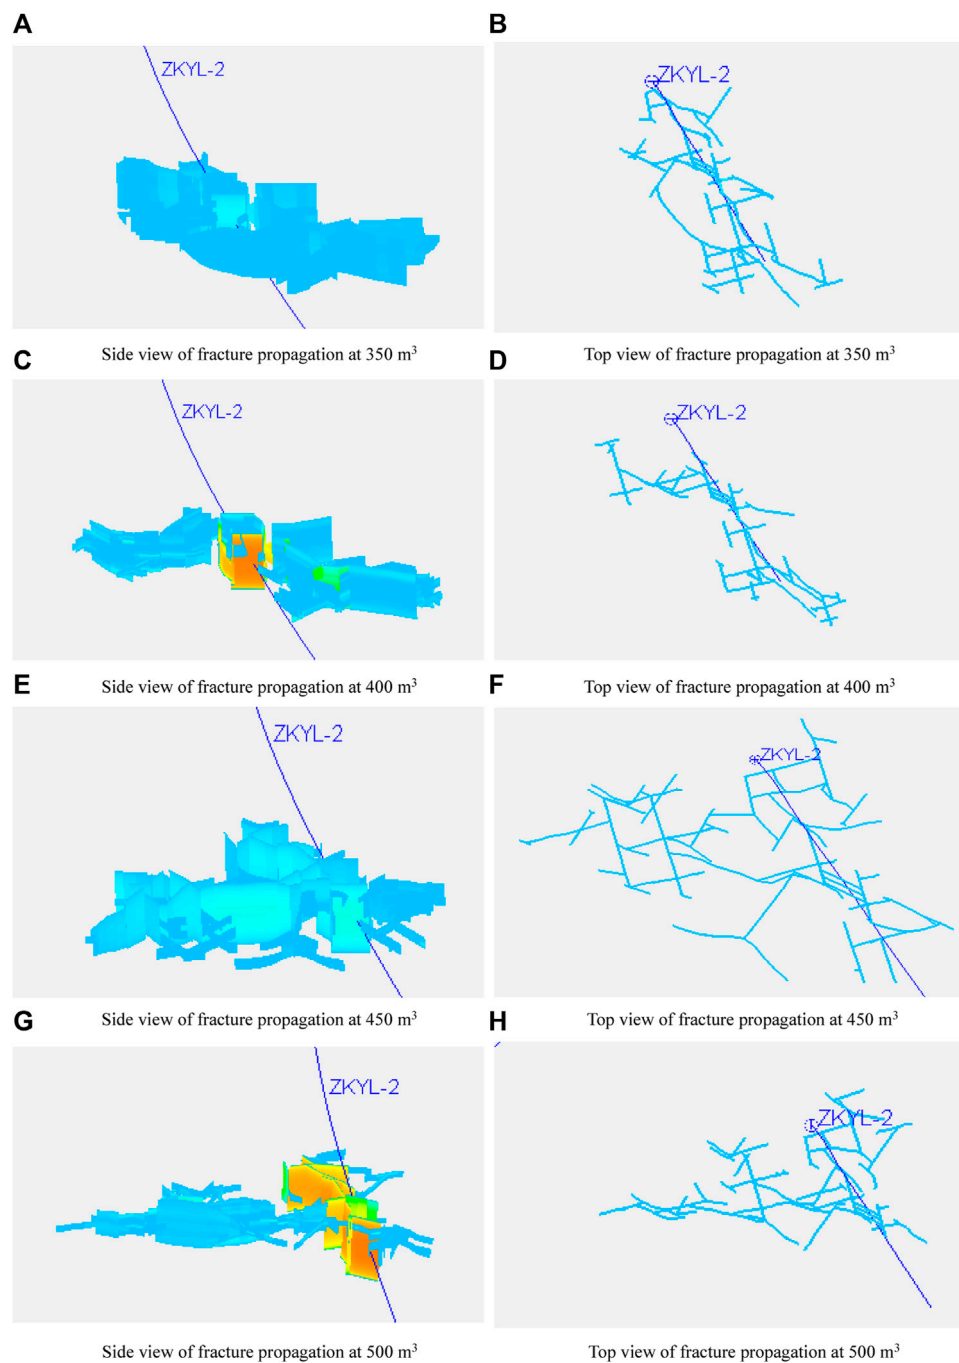 A
B
ZKYL-2
ZKYL-2
Side view of fracture propagation at 350 m³
Top view of fracture propagation at 350 m³
C
D
ZKYL-2
ZKYL-2
Side view of fracture propagation at 400 m³
Top view of fracture propagation at 400 m³
E
F
ZKYL-2
ZKYL-2
Side view of fracture propagation at 450 m³
Top view of fracture propagation at 450 m³
G
H
ZKYL-2
ZKYL-2
Side view of fracture propagation at 500 m³
Top view of fracture propagation at 500 m³